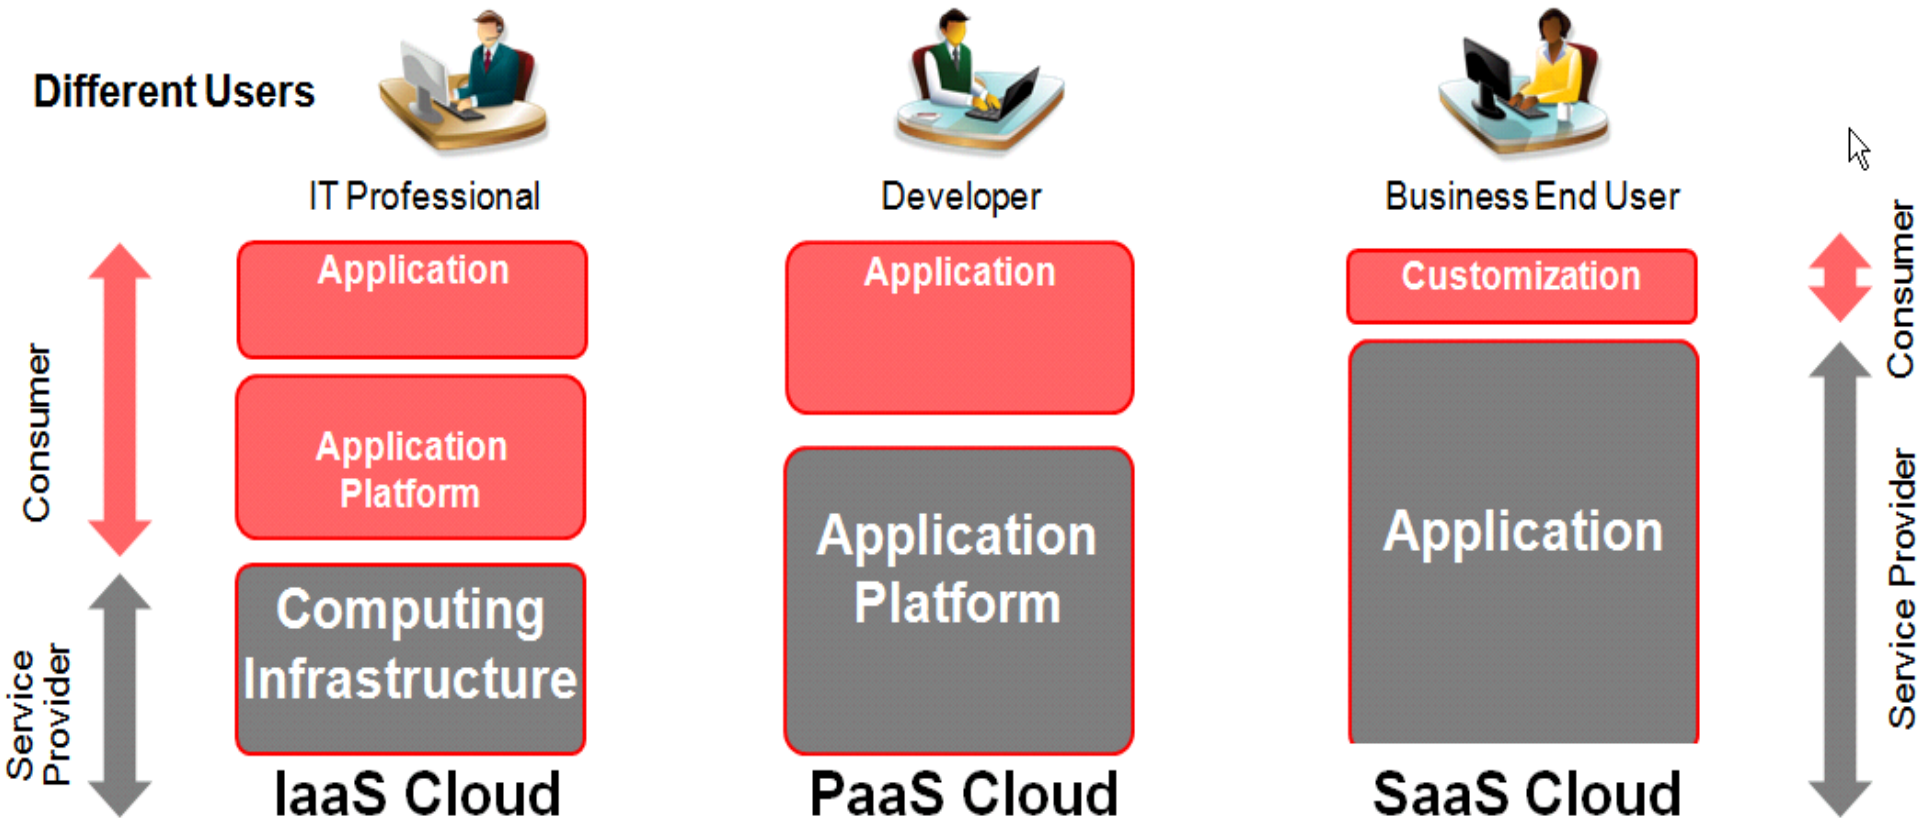 Different Users
IT Professional
Developer
Business End User
Consumer
Service
Provider
Application
Application
Platform
Computing
Infrastructure
IaaS Cloud
Application
Application
Platform
PaaS Cloud
Customization
Application
SaaS Cloud
Consumer
Service Provider